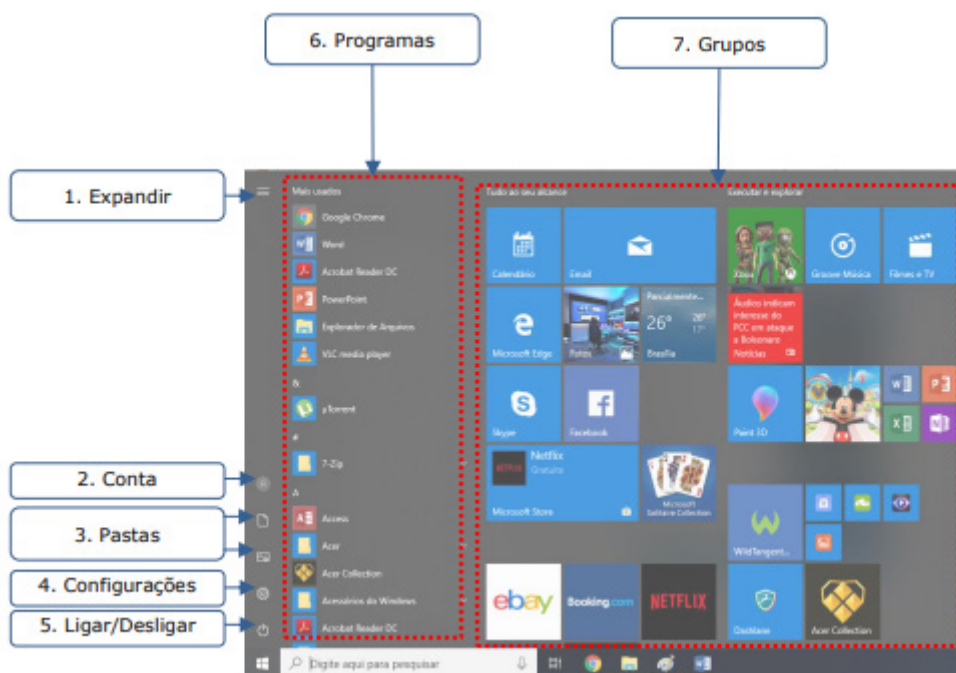 6. Programas
7. Grupos
1. Expandir
2. Conta
3. Pastas
4. Configurações
5. Ligar/Desligar
Mais usados
Google Chrome
Word
Acrobat Reader DC
PowerPoint
Explorador de Arquivos
VLC media player
&
µTorrent
#
7-Zip
A
Access
Acer
Acer Collection
Acessórios do Windows
Acrobat Reader DC
Tudo ao seu alcance
Calendário
Email
Microsoft Edge
Fotos
Parcialmente...
26° 28°
17°
Brasília
Skype
Facebook
Netflix
Gratuito
NETFLIX
Microsoft Store
Microsoft
Solitaire Collection
ebay
Booking.com
NETFLIX
Executar e explorar
Xbox
Groove Música
Filmes e TV
Áudios indicam
interesse do
PCC em ataque
a Bolsonaro
Notícias
Paint 3D
WildTangent...
Dashlane
Acer Collection
Digite aqui para pesquisar